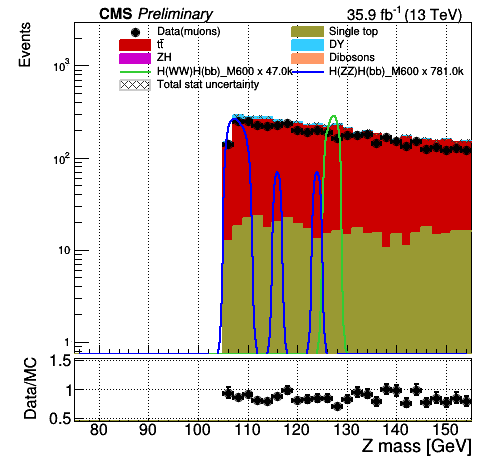 CMS Preliminary 35.9 fb⁻¹ (13 TeV)
Data(muions) Single top
tt̄ DY
ZH Dibosons
H(WW)H(bb)_M600 x 47.0k H(ZZ)H(bb)_M600 x 781.0k
Total stat uncertainty
Events
10³
10²
10
1
Data/MC
1.5
1
0.5
80 90 100 110 120 130 140 150
Z mass [GeV]